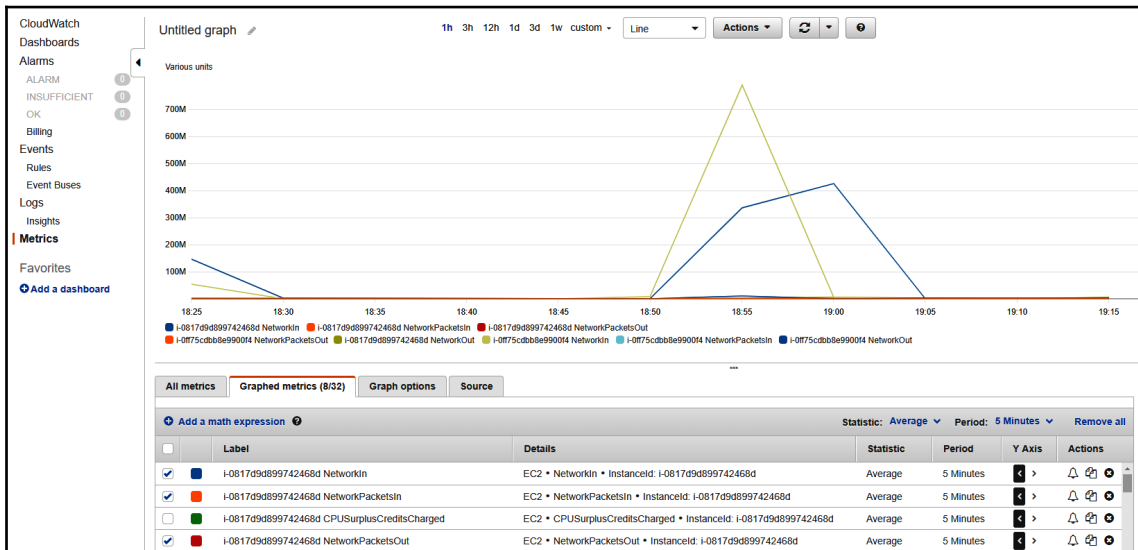 CloudWatch
Dashboards
Alarms
ALARM 0
INSUFFICIENT 0
OK 0
Billing
Events
Rules
Event Buses
Logs
Insights
Metrics
Favorites
Add a dashboard
Untitled graph
1h 3h 12h 1d 3d 1w custom Line Actions
Various units
700M
600M
500M
400M
300M
200M
100M
18:25 18:30 18:35 18:40 18:45 18:50 18:55 19:00 19:05 19:10 19:15
i-0817d9d899742468d NetworkIn i-0817d9d899742468d NetworkPacketsIn i-0817d9d899742468d NetworkPacketsOut
i-0ff75cdbb8e9900f4 NetworkPacketsOut i-0817d9d899742468d NetworkOut i-0ff75cdbb8e9900f4 NetworkIn i-0ff75cdbb8e9900f4 NetworkPacketsIn i-0ff75cdbb8e9900f4 NetworkOut
All metrics Graphed metrics (8/32) Graph options Source
Add a math expression Statistic: Average Period: 5 Minutes Remove all
Label Details Statistic Period Y Axis Actions
i-0817d9d899742468d NetworkIn EC2 • NetworkIn • InstanceId: i-0817d9d899742468d Average 5 Minutes < >
i-0817d9d899742468d NetworkPacketsIn EC2 • NetworkPacketsIn • InstanceId: i-0817d9d899742468d Average 5 Minutes < >
i-0817d9d899742468d CPUSurplusCreditsCharged EC2 • CPUSurplusCreditsCharged • InstanceId: i-0817d9d899742468d Average 5 Minutes < >
i-0817d9d899742468d NetworkPacketsOut EC2 • NetworkPacketsOut • InstanceId: i-0817d9d899742468d Average 5 Minutes < >